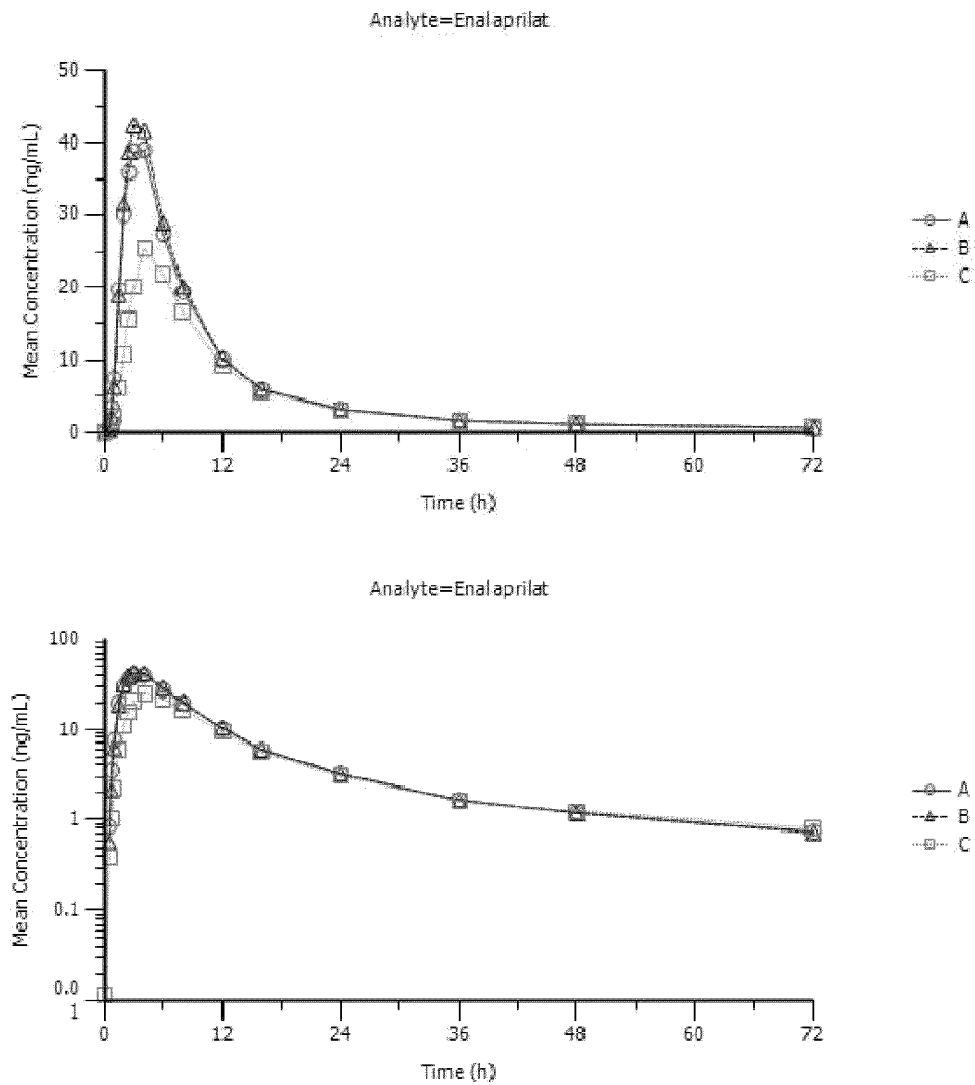 Analyte=Enalaprilat
50
40
30
20
10
0
Mean Concentration (ng/mL)
0 12 24 36 48 60 72
Time (h)
A
B
C
Analyte=Enalaprilat
100
10
1
0.1
0.0
1
Mean Concentration (ng/mL)
0 12 24 36 48 60 72
Time (h)
A
B
C